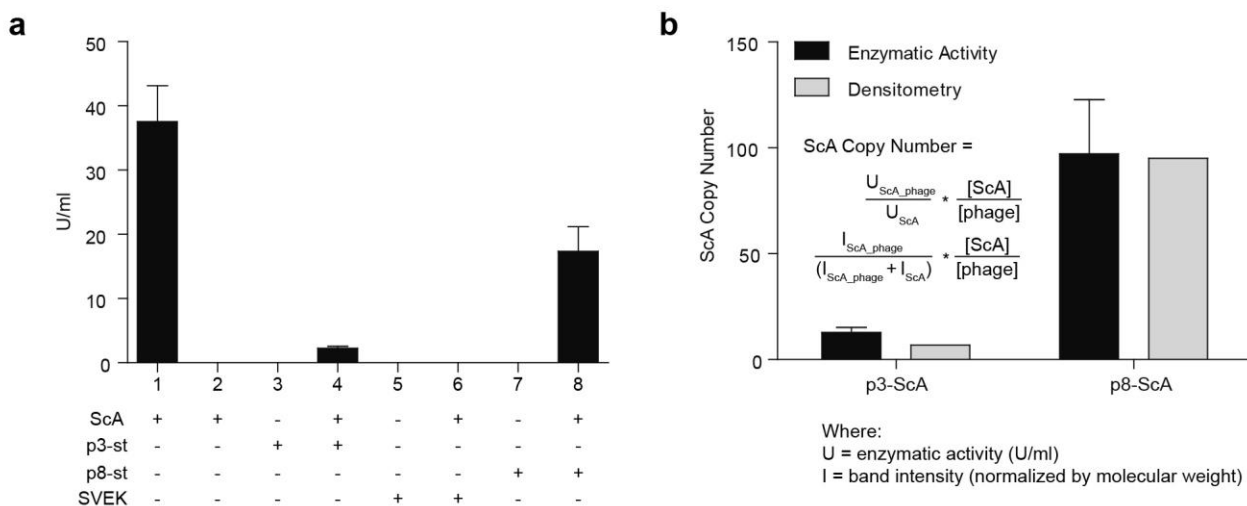 a
50
40
30
20
10
0
U/ml
1 2 3 4 5 6 7 8
ScA + + - + - + - +
p3-st - - + + - - - -
p8-st - - - - - - + +
SVEK - - - - + + - -
b
150
100
50
0
ScA Copy Number
Enzymatic Activity
Densitometry
ScA Copy Number =
U_ScA_phage / U_ScA * [ScA] / [phage]
I_ScA_phage / (I_ScA_phage + I_ScA) * [ScA] / [phage]
p3-ScA p8-ScA
Where:
U = enzymatic activity (U/ml)
I = band intensity (normalized by molecular weight)